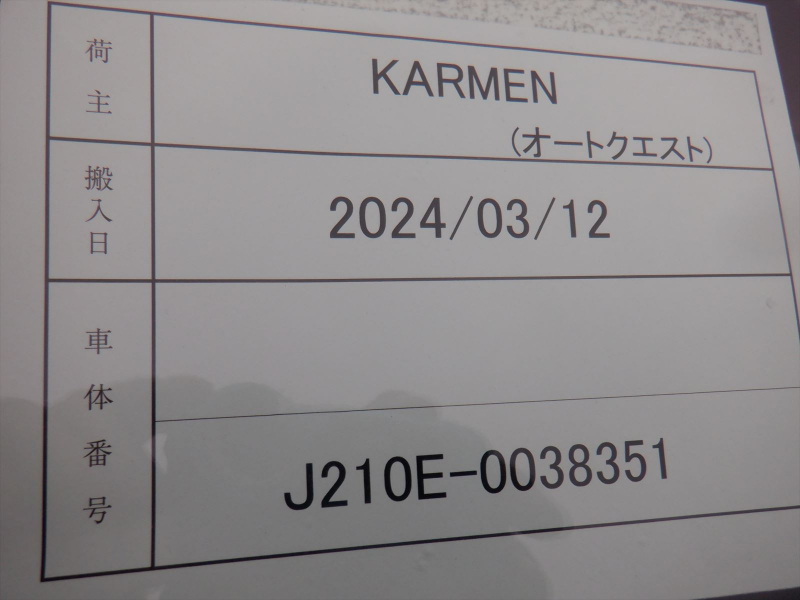 荷主
KARMEN
(オートクエスト)
搬入日
2024/03/12
車体番号
J210E-0038351